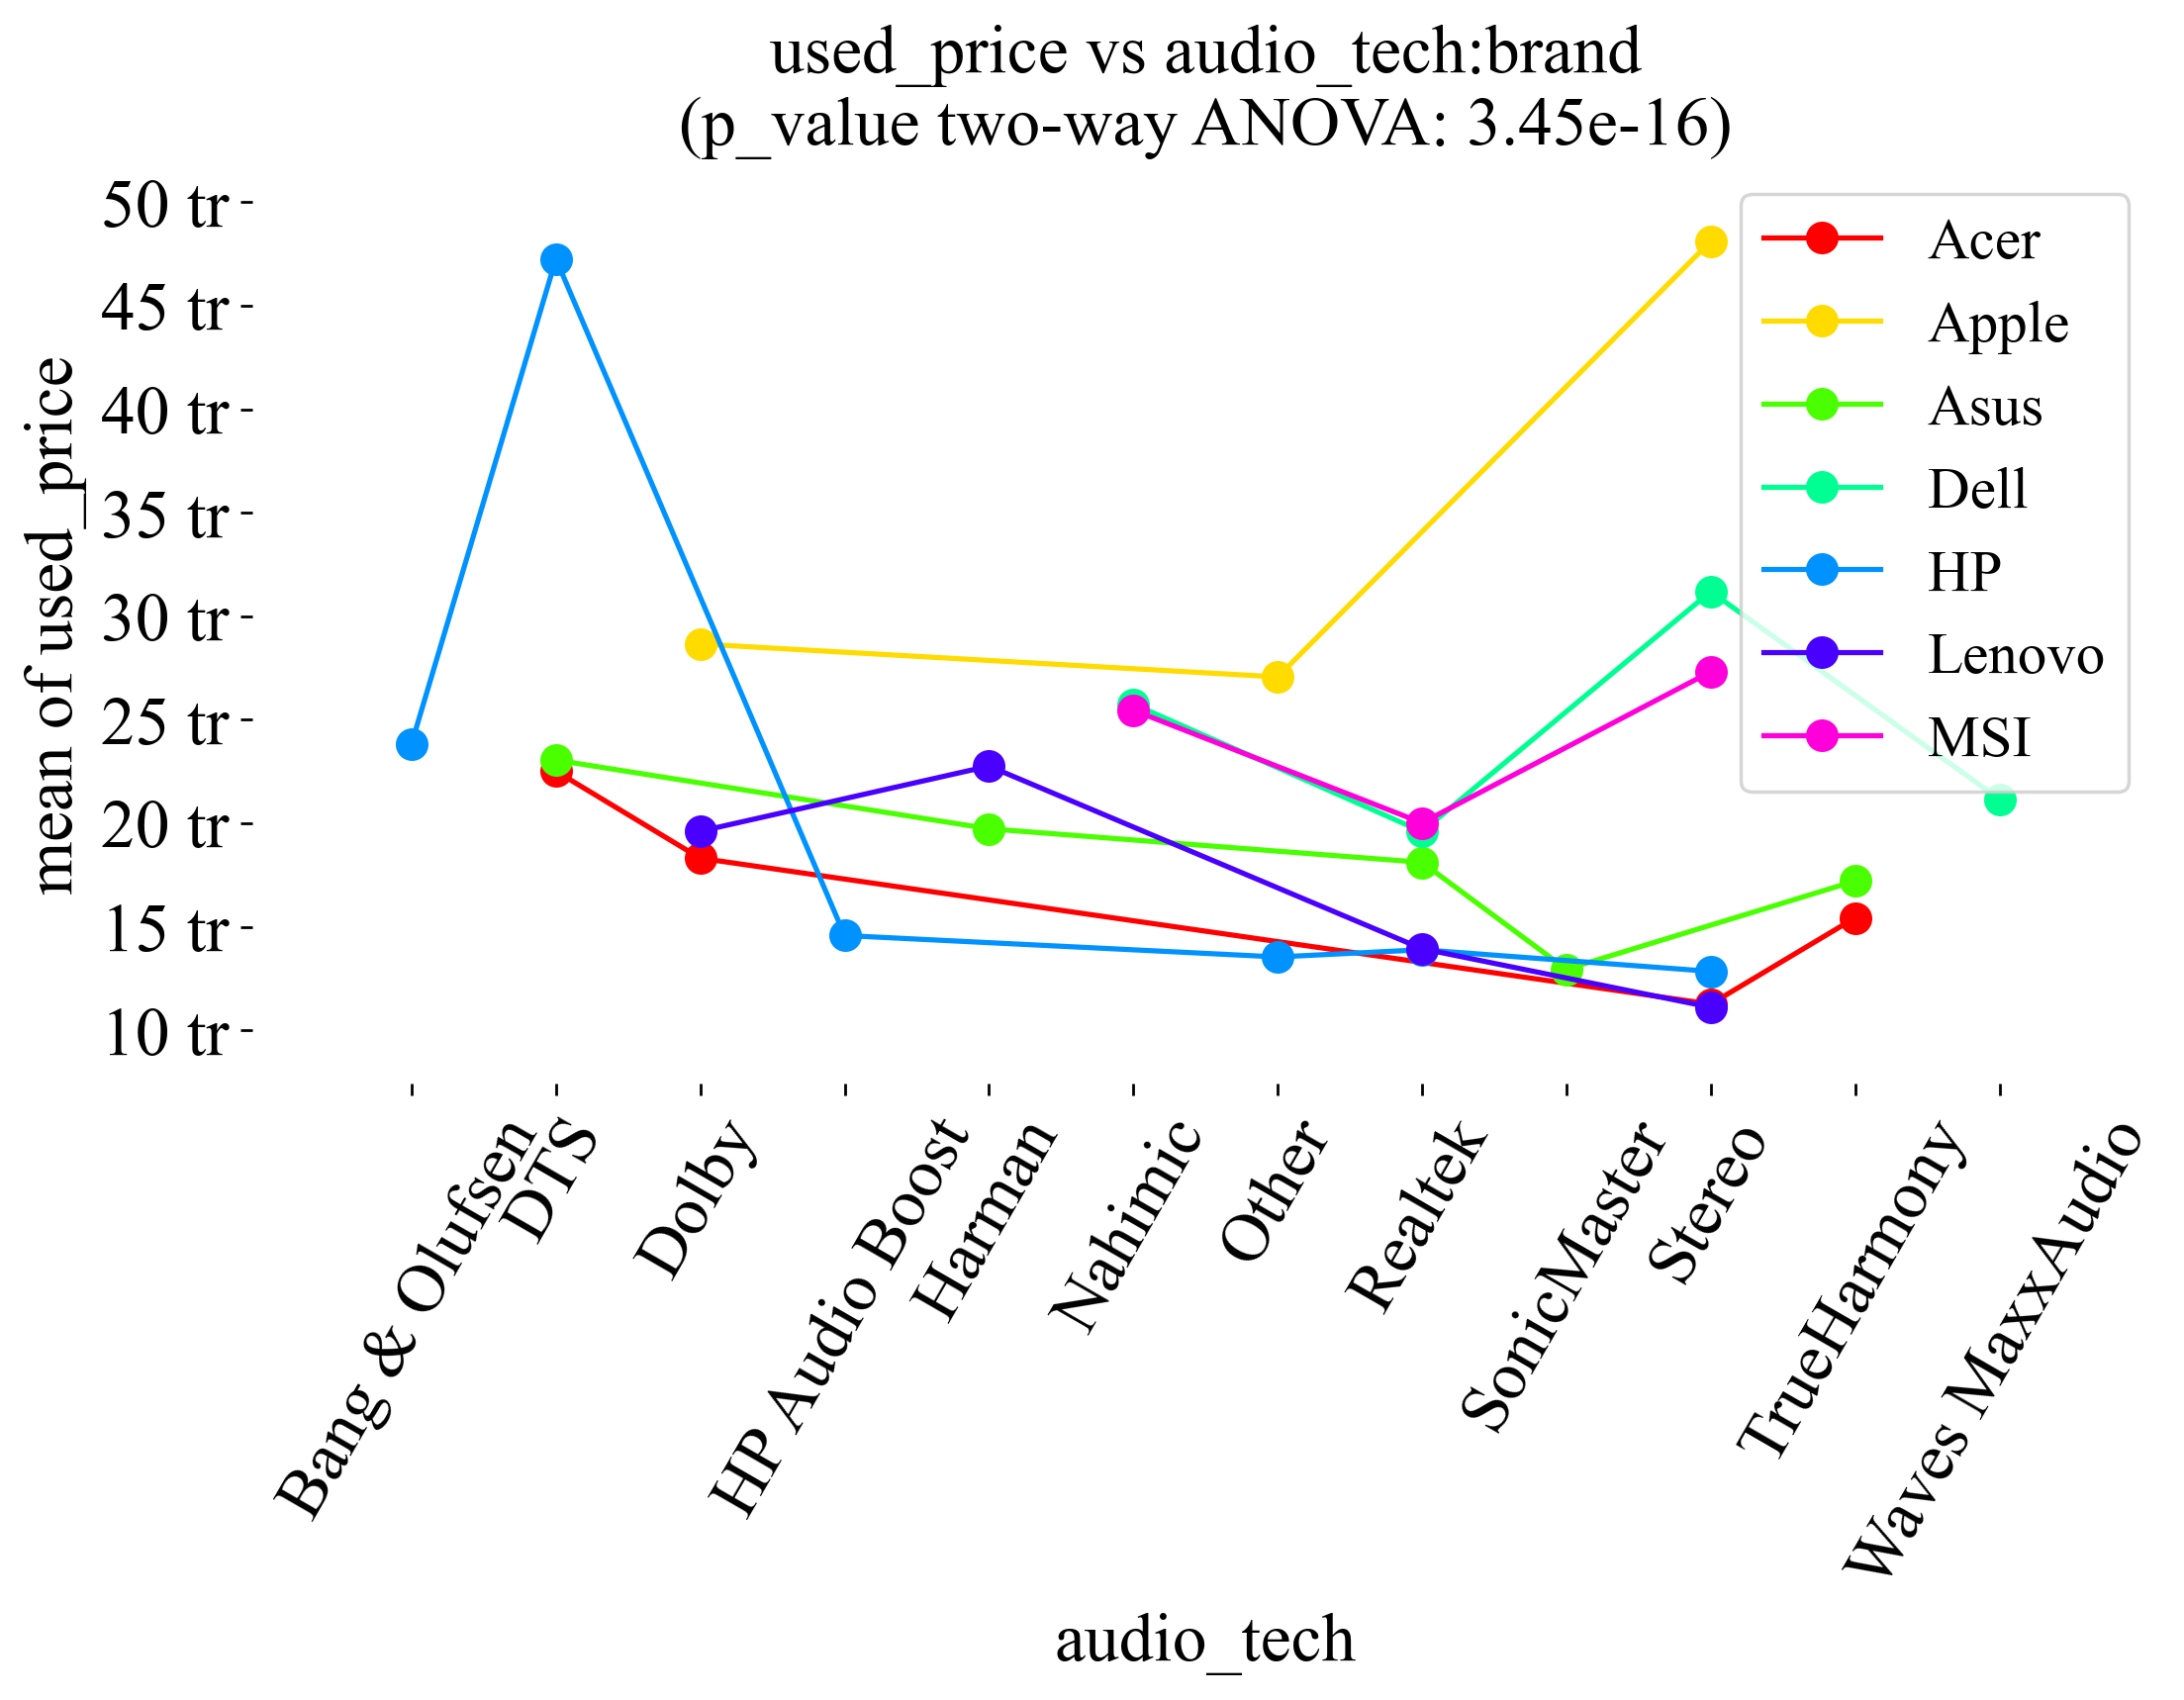 used_price vs audio_tech:brand
(p_value two-way ANOVA: 3.45e-16)
50 tr
45 tr
40 tr
35 tr
30 tr
25 tr
20 tr
15 tr
10 tr
mean of used_price
Acer
Apple
Asus
Dell
HP
Lenovo
MSI
Bang & Olufsen
DTS
Dolby
HP Audio Boost
Harman
Nahimic
Other
Realtek
SonicMaster
Stereo
TrueHarmony
Waves MaxxAudio
audio_tech